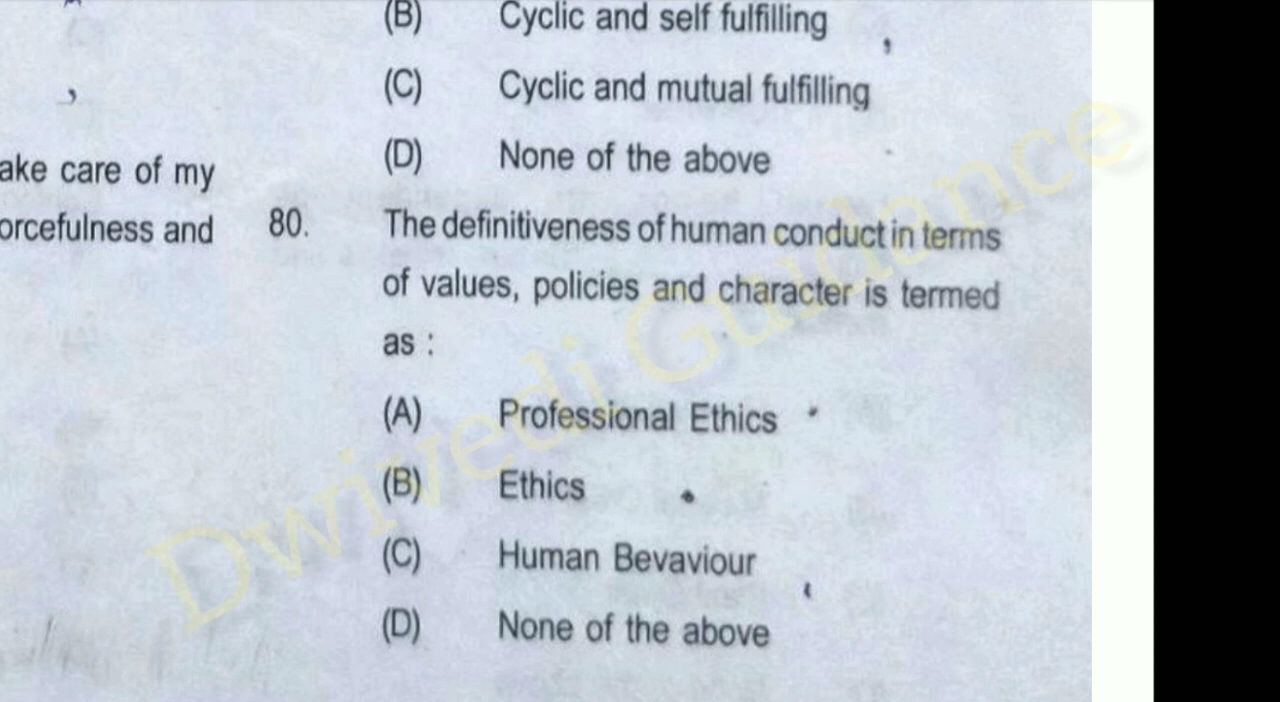 (B) Cyclic and self fulfilling
(C) Cyclic and mutual fulfilling
(D) None of the above
ake care of my
orcefulness and
80. The definitiveness of human conduct in terms
of values, policies and character is termed
as :
(A) Professional Ethics
(B) Ethics
(C) Human Bevaviour
(D) None of the above
Dwivedi Guidance